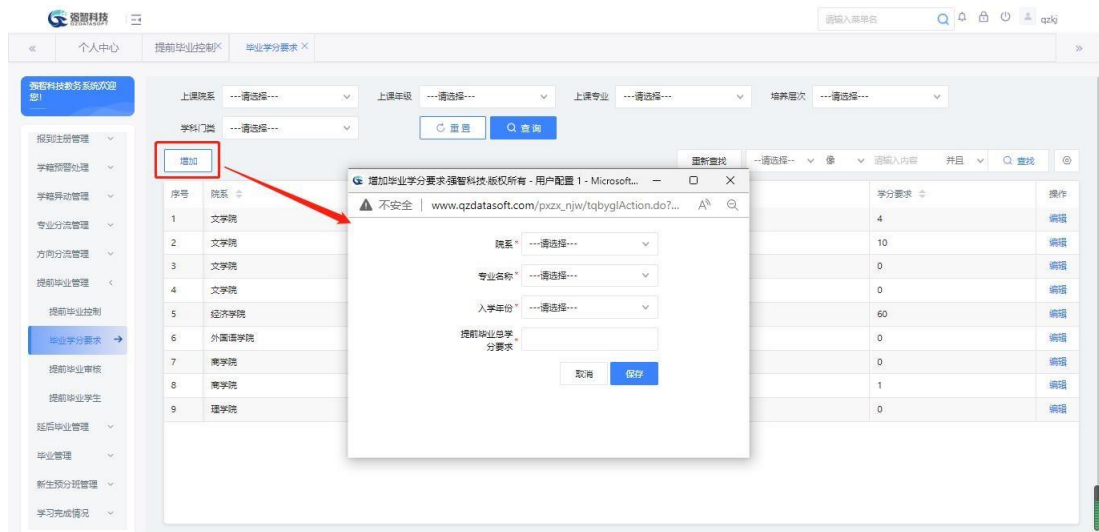 强智科技
QZDATASOFT
请输入菜单名
qzkj
个人中心
提前毕业控制
毕业学分要求
强智科技教务系统欢迎您!
报到注册管理
学籍预警处理
学籍异动管理
专业分流管理
方向分流管理
提前毕业管理
提前毕业控制
毕业学分要求
提前毕业审核
提前毕业学生
延后毕业管理
毕业管理
新生预分班管理
学习完成情况
上课院系 ---请选择--- 上课年级 ---请选择--- 上课专业 ---请选择--- 培养层次 ---请选择---
学科门类 ---请选择--- 重置 查询
增加 重新查找 --请选择-- 像 请输入内容 并且 查找
序号 院系 学分要求 操作
1 文学院 4 编辑
2 文学院 10 编辑
3 文学院 0 编辑
4 文学院 0 编辑
5 经济学院 60 编辑
6 外国语学院 0 编辑
7 商学院 0 编辑
8 商学院 1 编辑
9 理学院 0 编辑
增加毕业学分要求-强智科技-版权所有 - 用户配置 1 - Microsoft...
不安全 | www.qzdatasoft.com/pxzx_njw/tqbyglAction.do?...
院系* ---请选择---
专业名称* ---请选择---
入学年份* ---请选择---
提前毕业总学分要求*
取消 保存